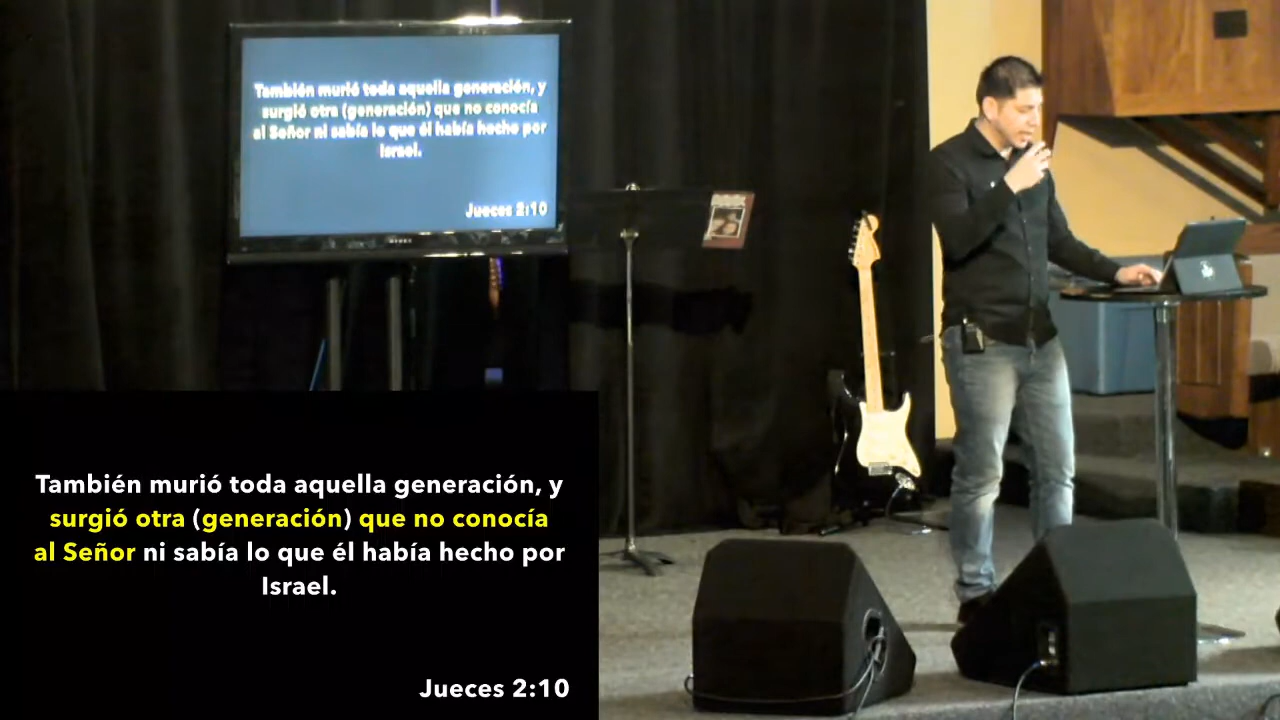 También murió toda aquella generación, y
surgió otra (generación) que no conocía
al Señor ni sabía lo que él había hecho por
Israel.
Jueces 2:10
También murió toda aquella generación, y
surgió otra (generación) que no conocía
al Señor ni sabía lo que él había hecho por
Israel.
Jueces 2:10